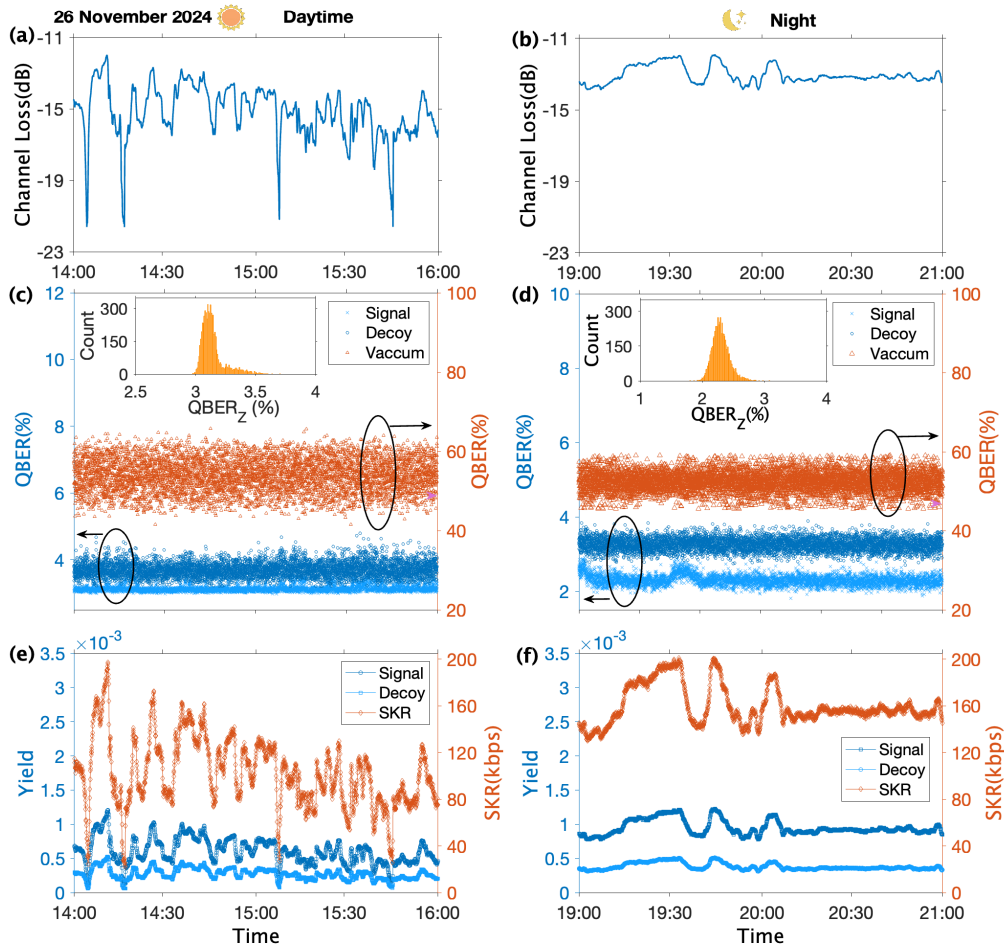 26 November 2024 Daytime Night
(a)
-11
-15
-19
-23
Channel Loss(dB)
14:00 14:30 15:00 15:30 16:00
(b)
-11
-15
-19
-23
Channel Loss(dB)
19:00 19:30 20:00 20:30 21:00
(c)
12
10
8
6
4
QBER(%)
100
80
60
40
20
QBER(%)
300
150
0
Count
2.5 3 3.5 4
QBERZ (%)
Signal
Decoy
Vaccum
(d)
10
8
6
4
2
QBER(%)
100
80
60
40
20
QBER(%)
300
150
0
Count
1 2 3 4
QBERZ(%)
Signal
Decoy
Vaccum
(e)
×10-3
3.5
3
2.5
2
1.5
1
0.5
0
Yield
200
160
120
80
40
0
SKR(kbps)
Signal
Decoy
SKR
14:00 14:30 15:00 15:30 16:00
Time
(f)
3.5
3
2.5
2
1.5
1
0.5
0
Yield
200
160
120
80
40
0
SKR(kbps)
Signal
Decoy
SKR
19:00 19:30 20:00 20:30 21:00
Time